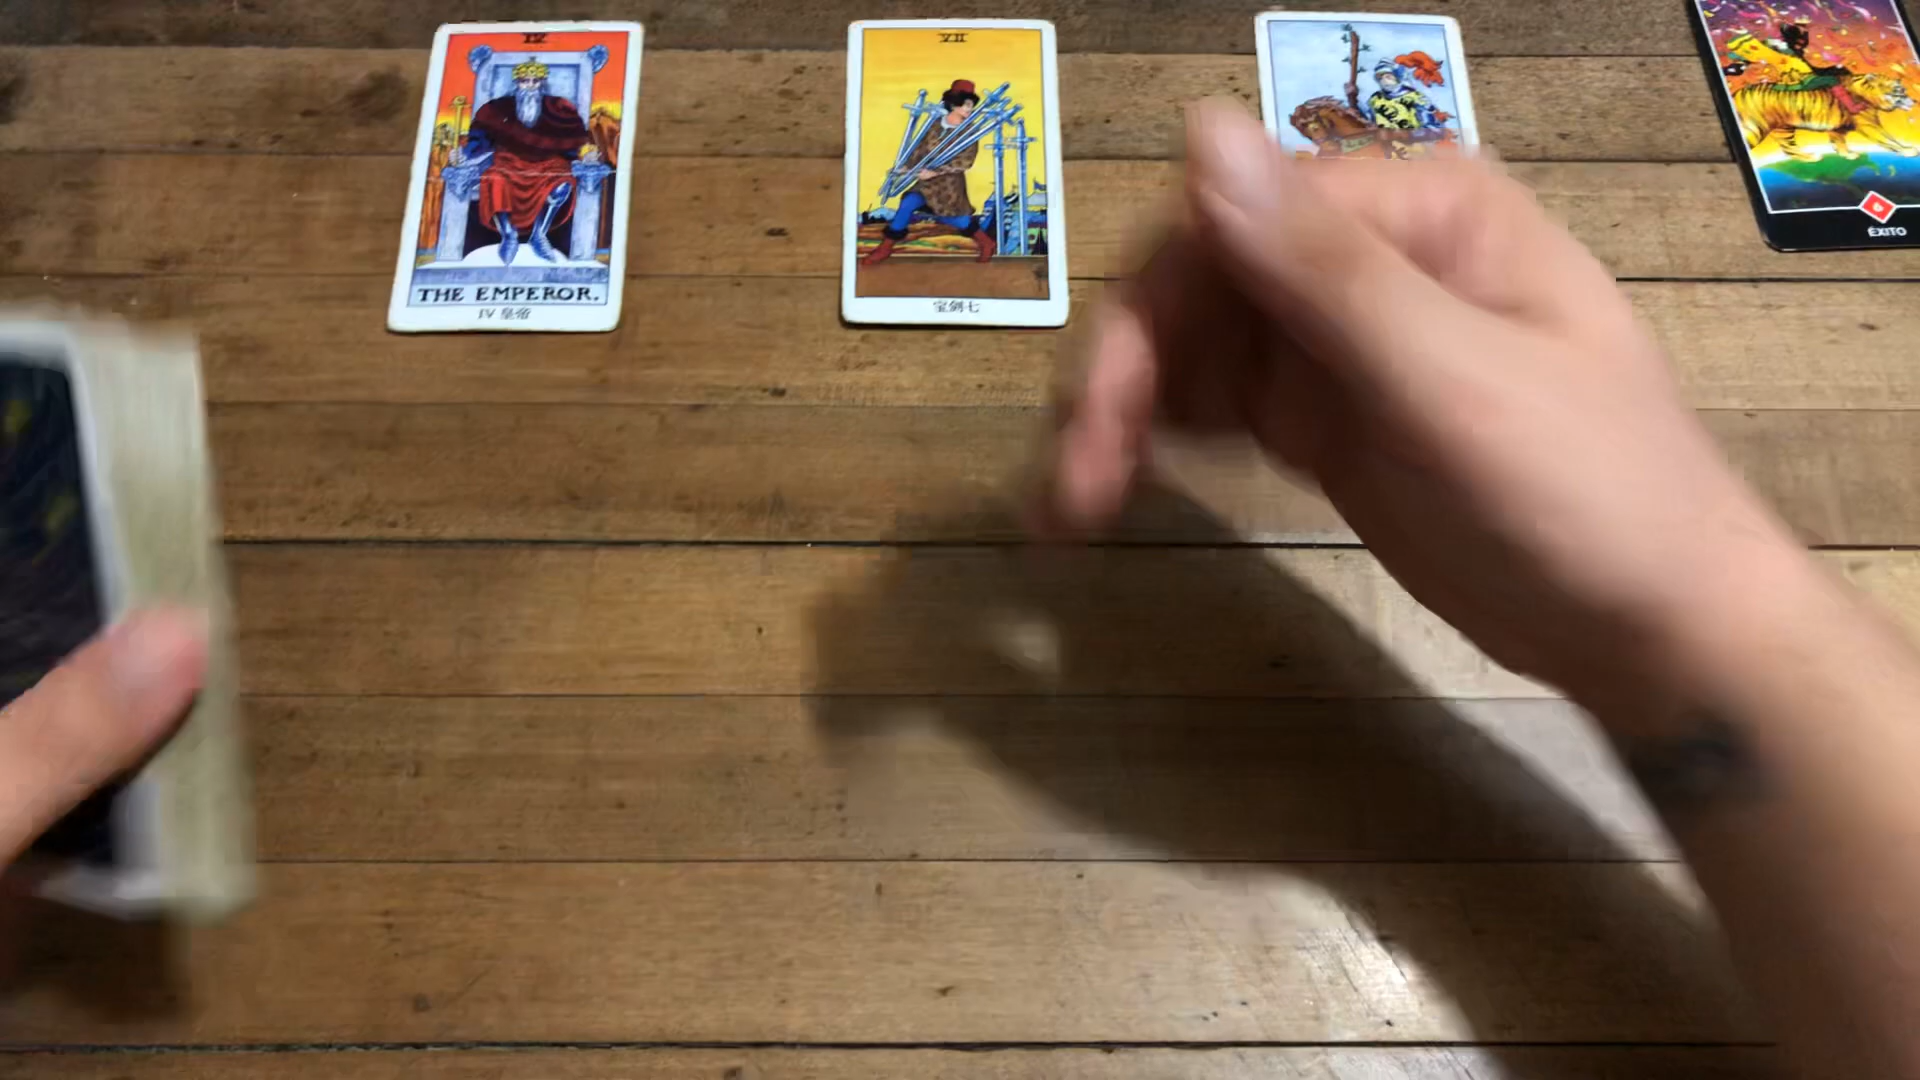 IV
THE EMPEROR.
IV 皇帝
VII
宝剑七
ÉXITO